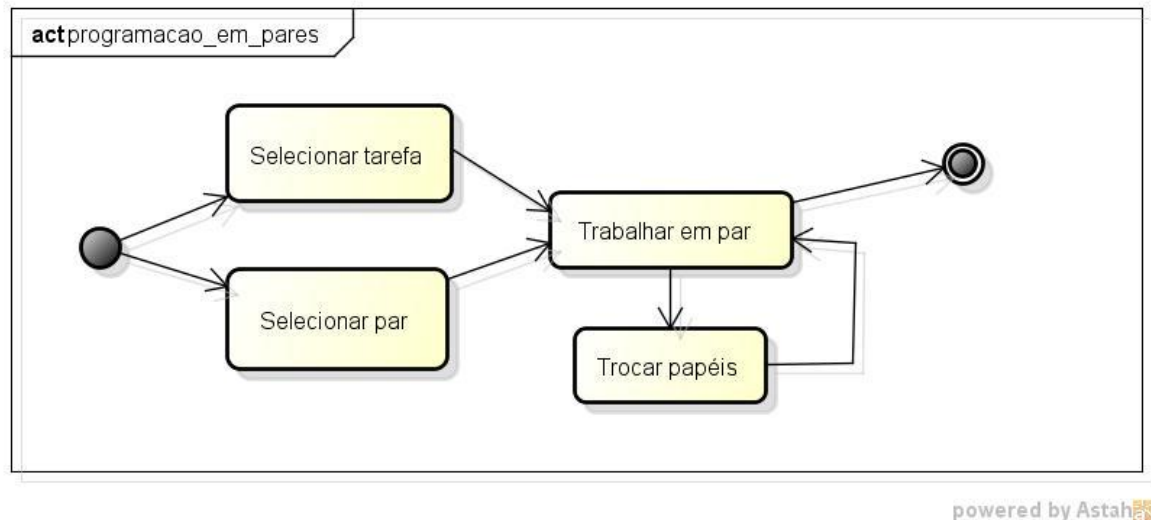 act programacao_em_pares
Selecionar tarefa
Trabalhar em par
Selecionar par
Trocar papéis
powered by Astah